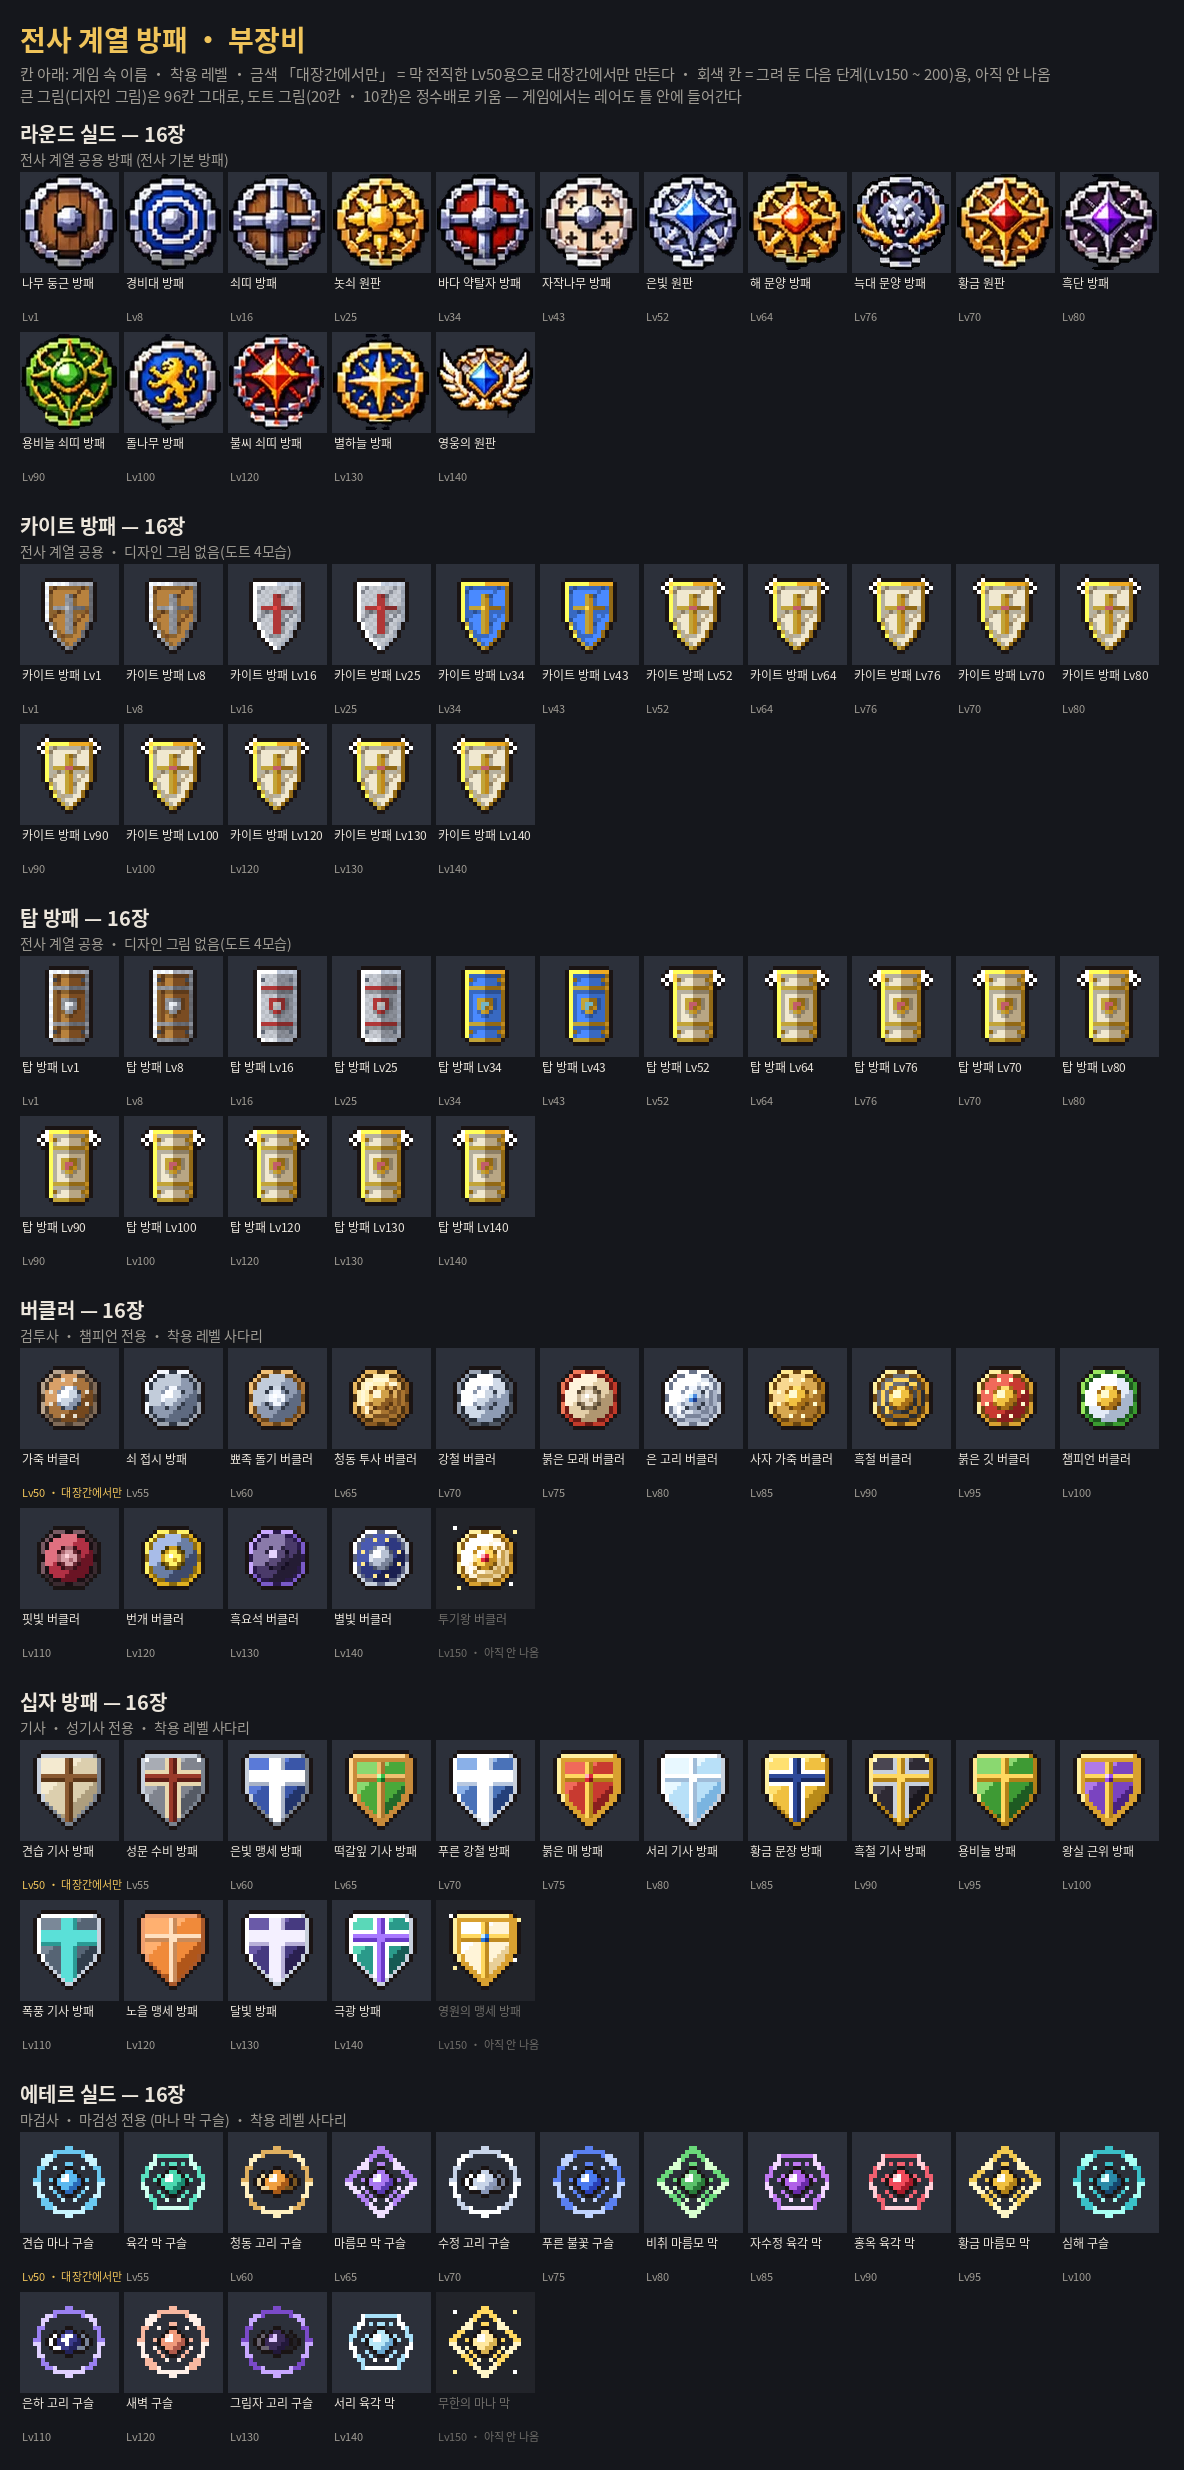 전사 계열 방패 · 부장비
칸 아래: 게임 속 이름 · 착용 레벨 · 금색 「대장간에서만」 = 막 전직한 Lv50용으로 대장간에서만 만든다 · 회색 칸 = 그려 둔 다음 단계(Lv150 ~ 200)용, 아직 안 나옴
큰 그림(디자인 그림)은 96칸 그대로, 도트 그림(20칸 · 10칸)은 정수배로 키움 — 게임에서는 레어도 틀 안에 들어간다
라운드 실드 — 16장
전사 계열 공용 방패 (전사 기본 방패)
나무 둥근 방패 경비대 방패 쇠띠 방패 놋쇠 원판 바다 약탈자 방패 자작나무 방패 은빛 원판 해 문양 방패 늑대 문양 방패 황금 원판 흑단 방패
Lv1 Lv8 Lv16 Lv25 Lv34 Lv43 Lv52 Lv64 Lv76 Lv70 Lv80
용비늘 쇠띠 방패 돌나무 방패 불씨 쇠띠 방패 별하늘 방패 영웅의 원판
Lv90 Lv100 Lv120 Lv130 Lv140
카이트 방패 — 16장
전사 계열 공용 · 디자인 그림 없음(도트 4모습)
카이트 방패 Lv1 카이트 방패 Lv8 카이트 방패 Lv16 카이트 방패 Lv25 카이트 방패 Lv34 카이트 방패 Lv43 카이트 방패 Lv52 카이트 방패 Lv64 카이트 방패 Lv76 카이트 방패 Lv70 카이트 방패 Lv80
Lv1 Lv8 Lv16 Lv25 Lv34 Lv43 Lv52 Lv64 Lv76 Lv70 Lv80
카이트 방패 Lv90 카이트 방패 Lv100 카이트 방패 Lv120 카이트 방패 Lv130 카이트 방패 Lv140
Lv90 Lv100 Lv120 Lv130 Lv140
탑 방패 — 16장
전사 계열 공용 · 디자인 그림 없음(도트 4모습)
탑 방패 Lv1 탑 방패 Lv8 탑 방패 Lv16 탑 방패 Lv25 탑 방패 Lv34 탑 방패 Lv43 탑 방패 Lv52 탑 방패 Lv64 탑 방패 Lv76 탑 방패 Lv70 탑 방패 Lv80
Lv1 Lv8 Lv16 Lv25 Lv34 Lv43 Lv52 Lv64 Lv76 Lv70 Lv80
탑 방패 Lv90 탑 방패 Lv100 탑 방패 Lv120 탑 방패 Lv130 탑 방패 Lv140
Lv90 Lv100 Lv120 Lv130 Lv140
버클러 — 16장
검투사 · 챔피언 전용 · 착용 레벨 사다리
가죽 버클러 쇠 접시 방패 뾰족 돌기 버클러 청동 투사 버클러 강철 버클러 붉은 모래 버클러 은 고리 버클러 사자 가죽 버클러 흑철 버클러 붉은 깃 버클러 챔피언 버클러
Lv50 · 대장간에서만 Lv55 Lv60 Lv65 Lv70 Lv75 Lv80 Lv85 Lv90 Lv95 Lv100
핏빛 버클러 번개 버클러 흑요석 버클러 별빛 버클러 투기왕 버클러
Lv110 Lv120 Lv130 Lv140 Lv150 · 아직 안 나옴
십자 방패 — 16장
기사 · 성기사 전용 · 착용 레벨 사다리
견습 기사 방패 성문 수비 방패 은빛 맹세 방패 떡갈잎 기사 방패 푸른 강철 방패 붉은 매 방패 서리 기사 방패 황금 문장 방패 흑철 기사 방패 용비늘 방패 왕실 근위 방패
Lv50 · 대장간에서만 Lv55 Lv60 Lv65 Lv70 Lv75 Lv80 Lv85 Lv90 Lv95 Lv100
폭풍 기사 방패 노을 맹세 방패 달빛 방패 극광 방패 영원의 맹세 방패
Lv110 Lv120 Lv130 Lv140 Lv150 · 아직 안 나옴
에테르 실드 — 16장
마검사 · 마검성 전용 (마나 막 구슬) · 착용 레벨 사다리
견습 마나 구슬 육각 막 구슬 청동 고리 구슬 마름모 막 구슬 수정 고리 구슬 푸른 불꽃 구슬 비취 마름모 막 자수정 육각 막 홍옥 육각 막 황금 마름모 막 심해 구슬
Lv50 · 대장간에서만 Lv55 Lv60 Lv65 Lv70 Lv75 Lv80 Lv85 Lv90 Lv95 Lv100
은하 고리 구슬 새벽 구슬 그림자 고리 구슬 서리 육각 막 무한의 마나 막
Lv110 Lv120 Lv130 Lv140 Lv150 · 아직 안 나옴